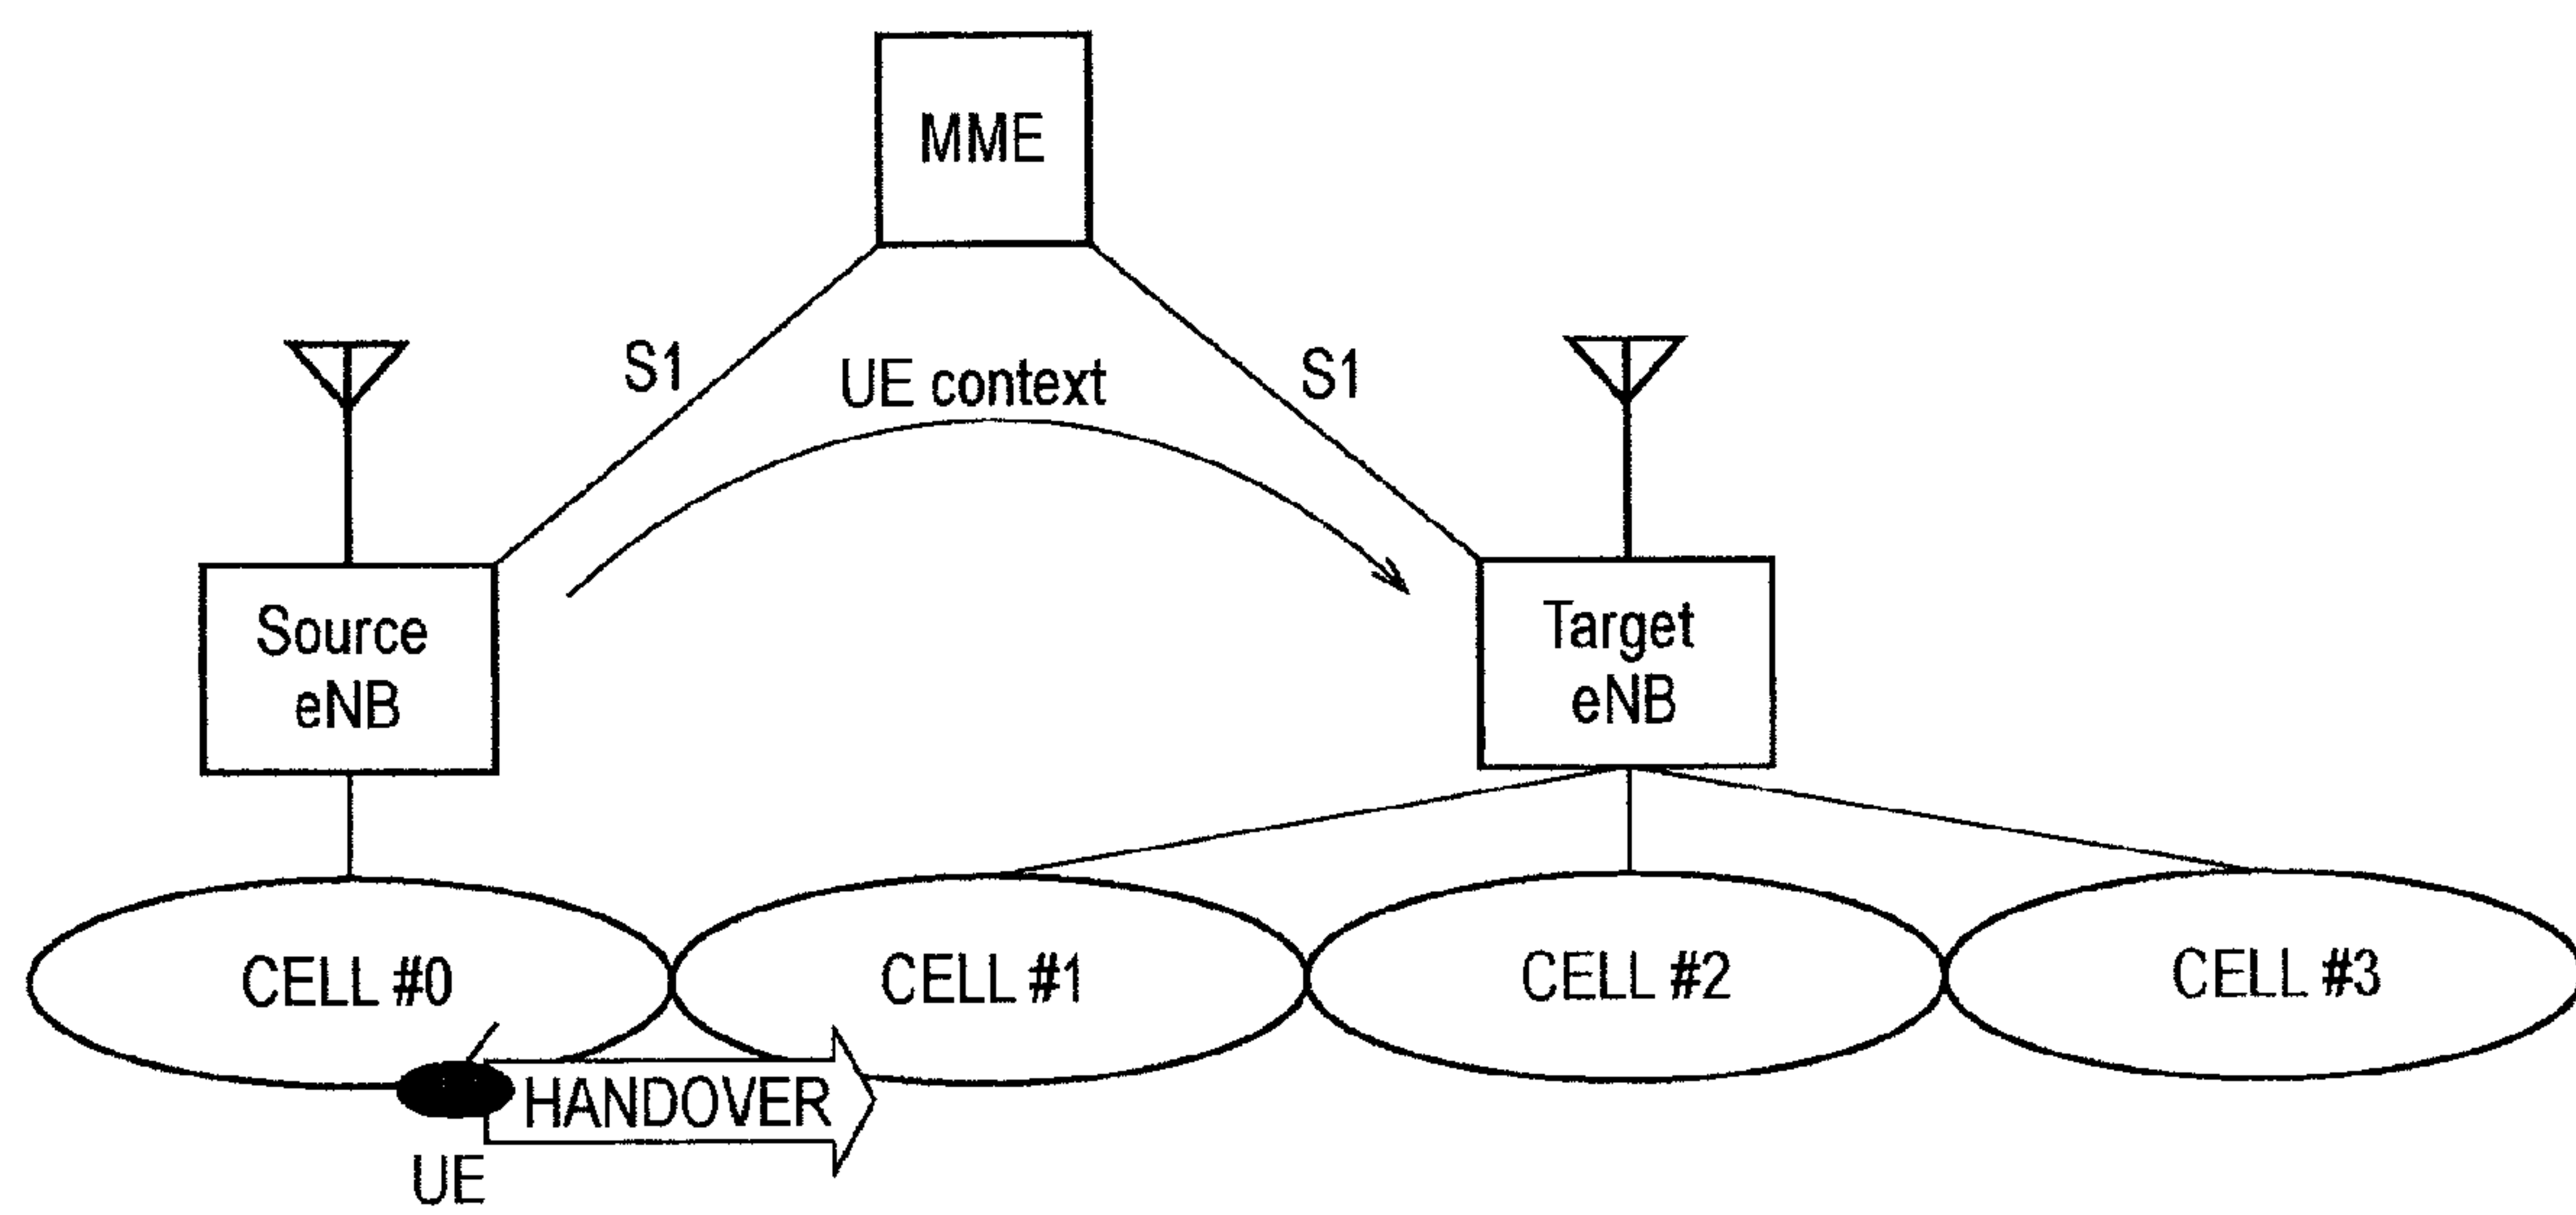 MME
S1
UE context
S1
Source
eNB
Target
eNB
CELL #0
CELL #1
CELL #2
CELL #3
HANDOVER
UE